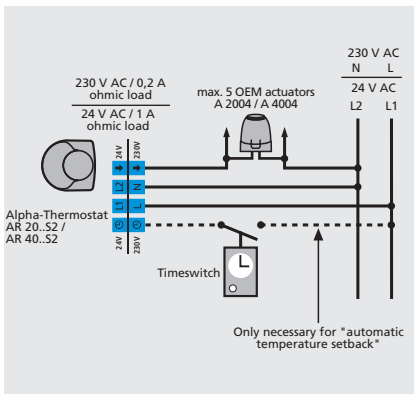 230 V AC
N L
24 V AC
L2 L1
230 V AC / 0,2 A
ohmic load
24 V AC / 1 A
ohmic load
max. 5 OEM actuators
A 2004 / A 4004
24V 230V
L2 N
L1 L
24V 230V
Alpha-Thermostat
AR 20..S2 /
AR 40..S2
Timeswitch
Only necessary for "automatic
temperature setback"